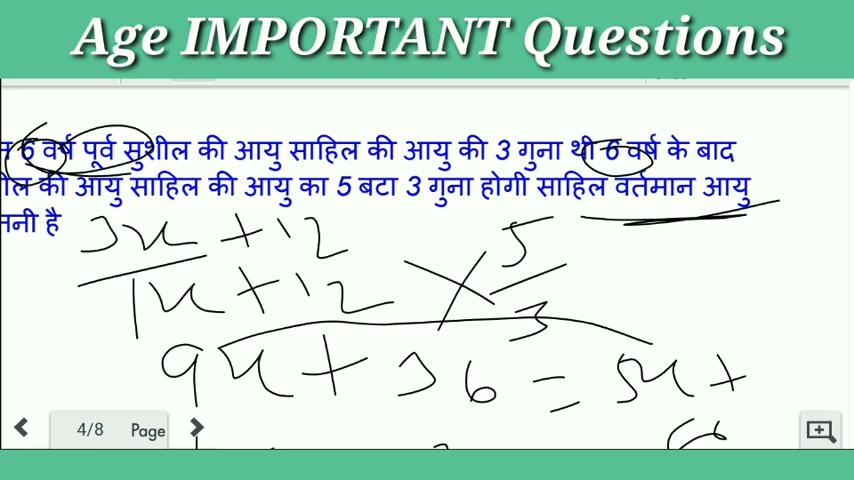 Age IMPORTANT Questions
6 वर्ष पूर्व सुशील की आयु साहिल की आयु की 3 गुना थी 6 वर्ष के बाद
की आयु साहिल की आयु का 5 बटा 3 गुना होगी साहिल वर्तमान आयु
है
3x + 12
5
1x + 12
3
9x + 36 = 5x +
4/8 Page